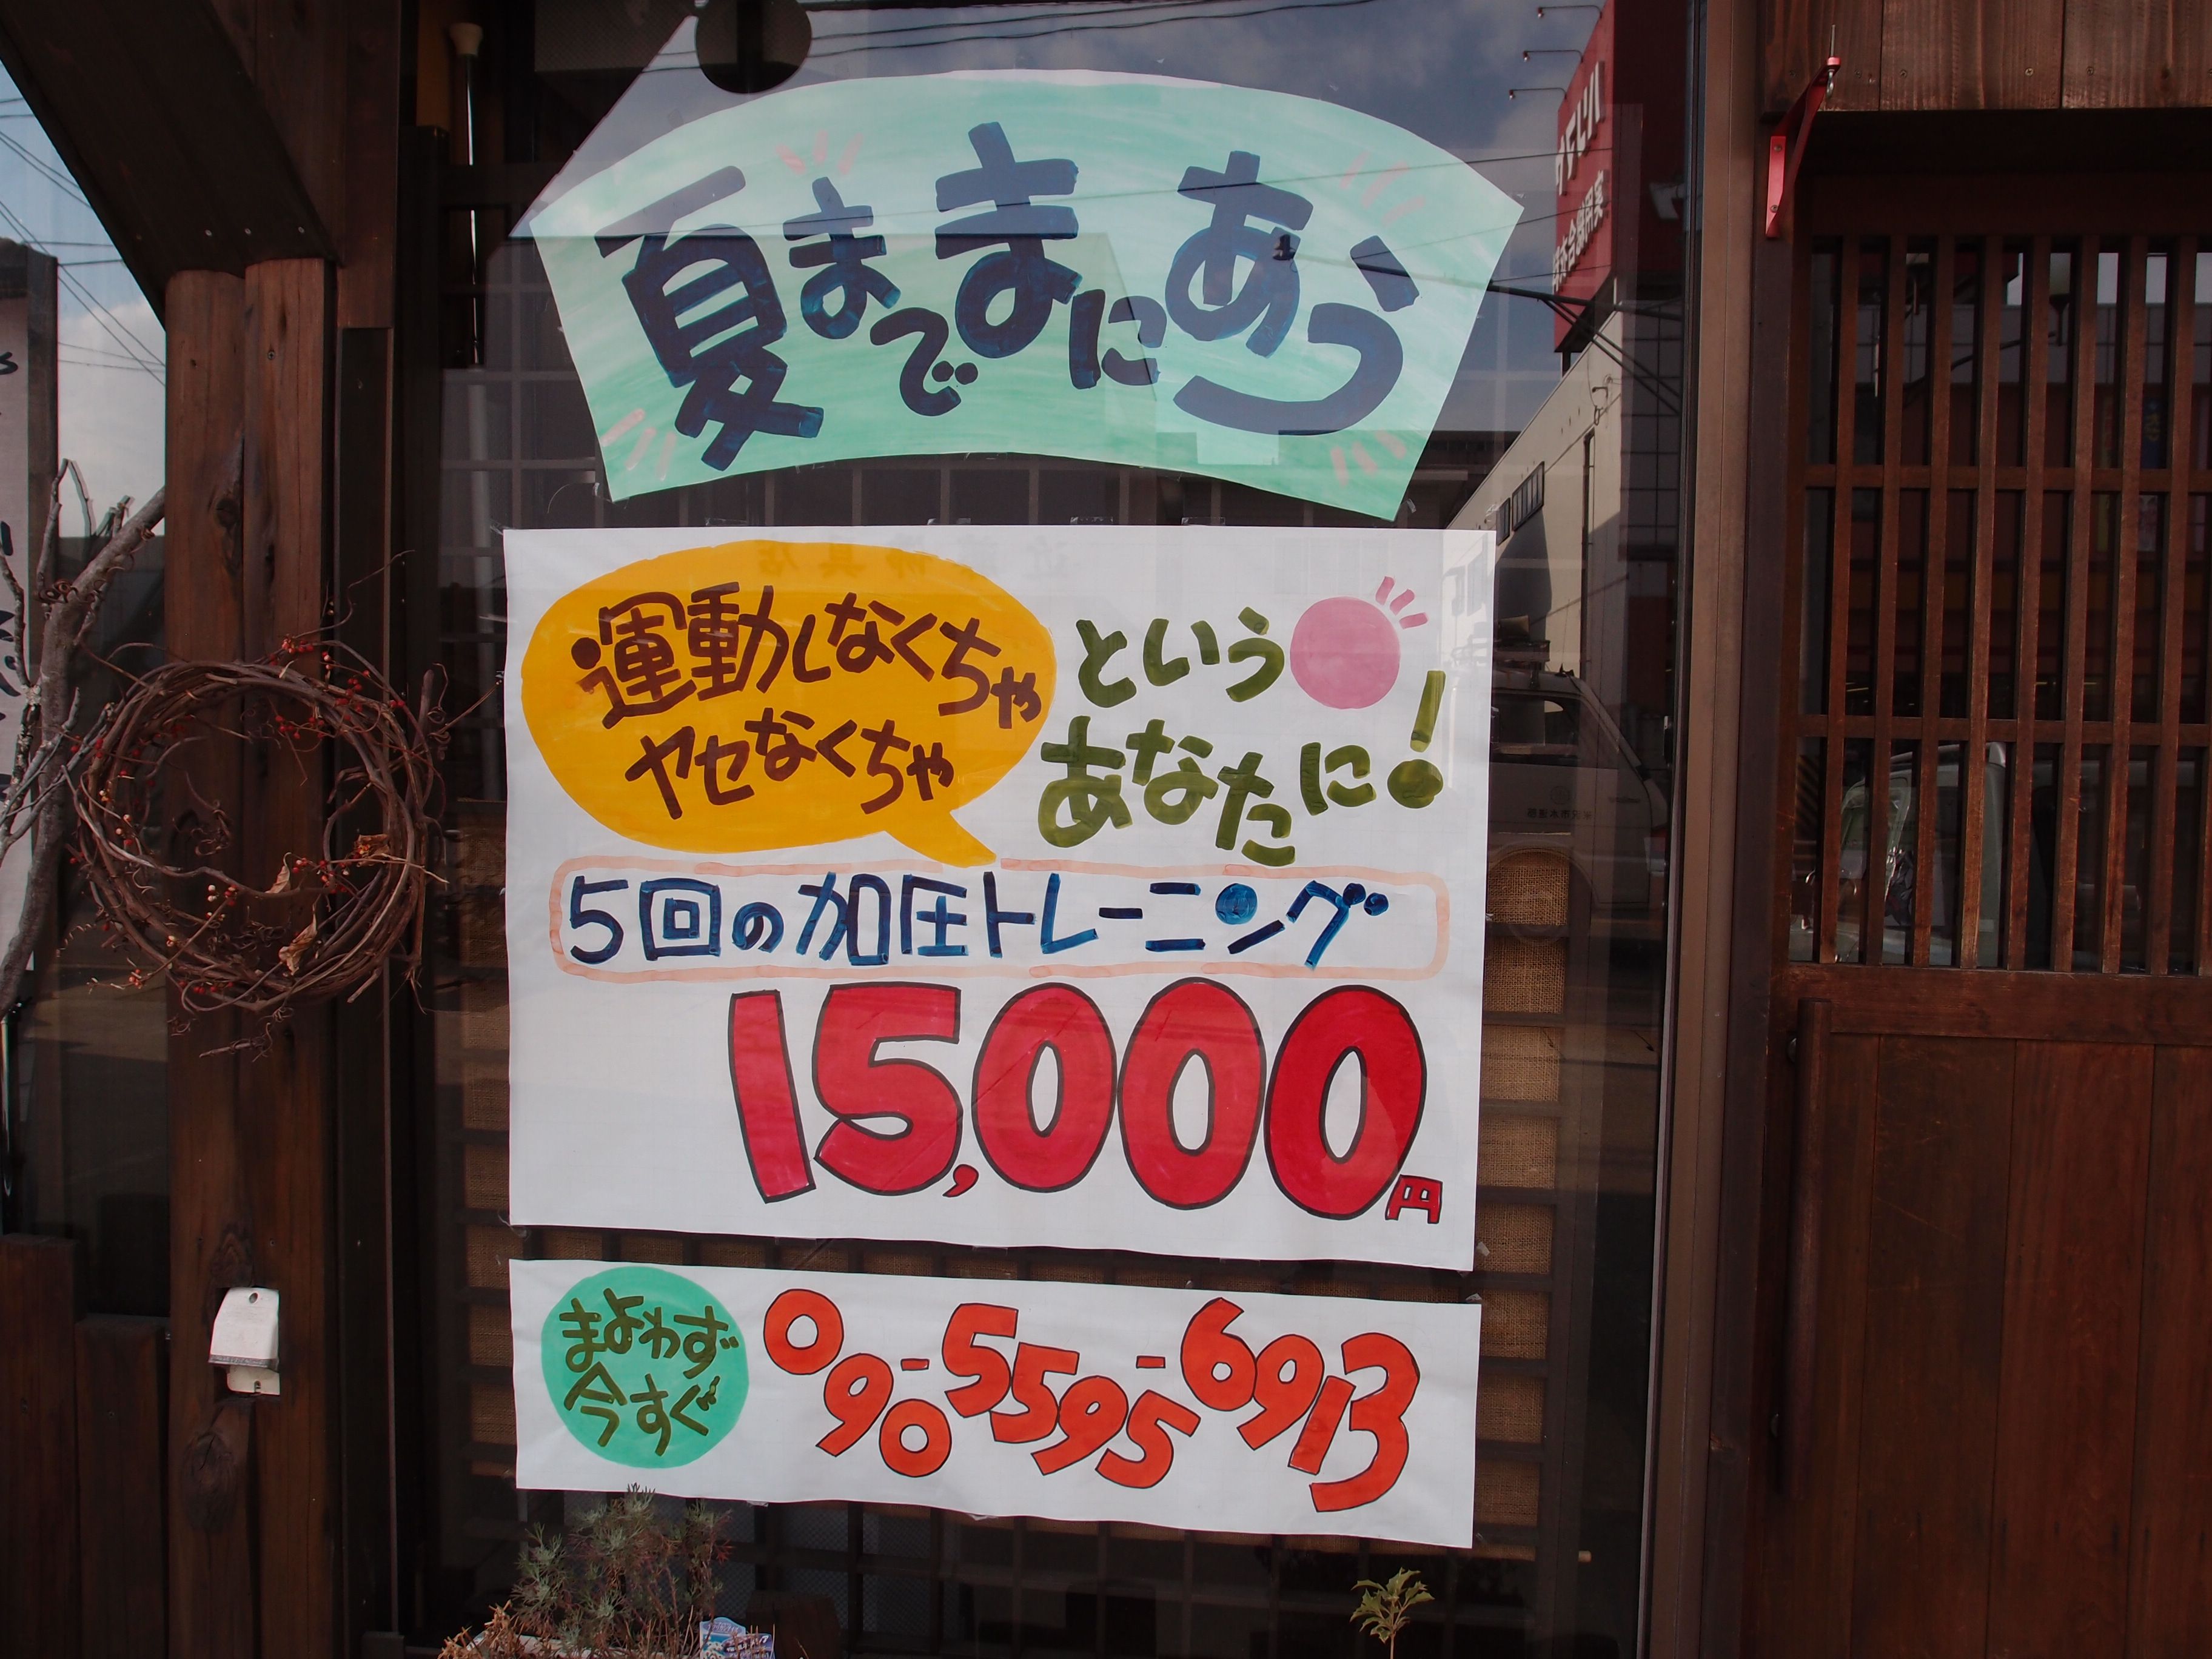 夏までまにあう
運動しなくちゃ
ヤセなくちゃ
という
あなたに!
5回の加圧トレーニング
15,000円
まよわず
今すぐ
090-5595-6913